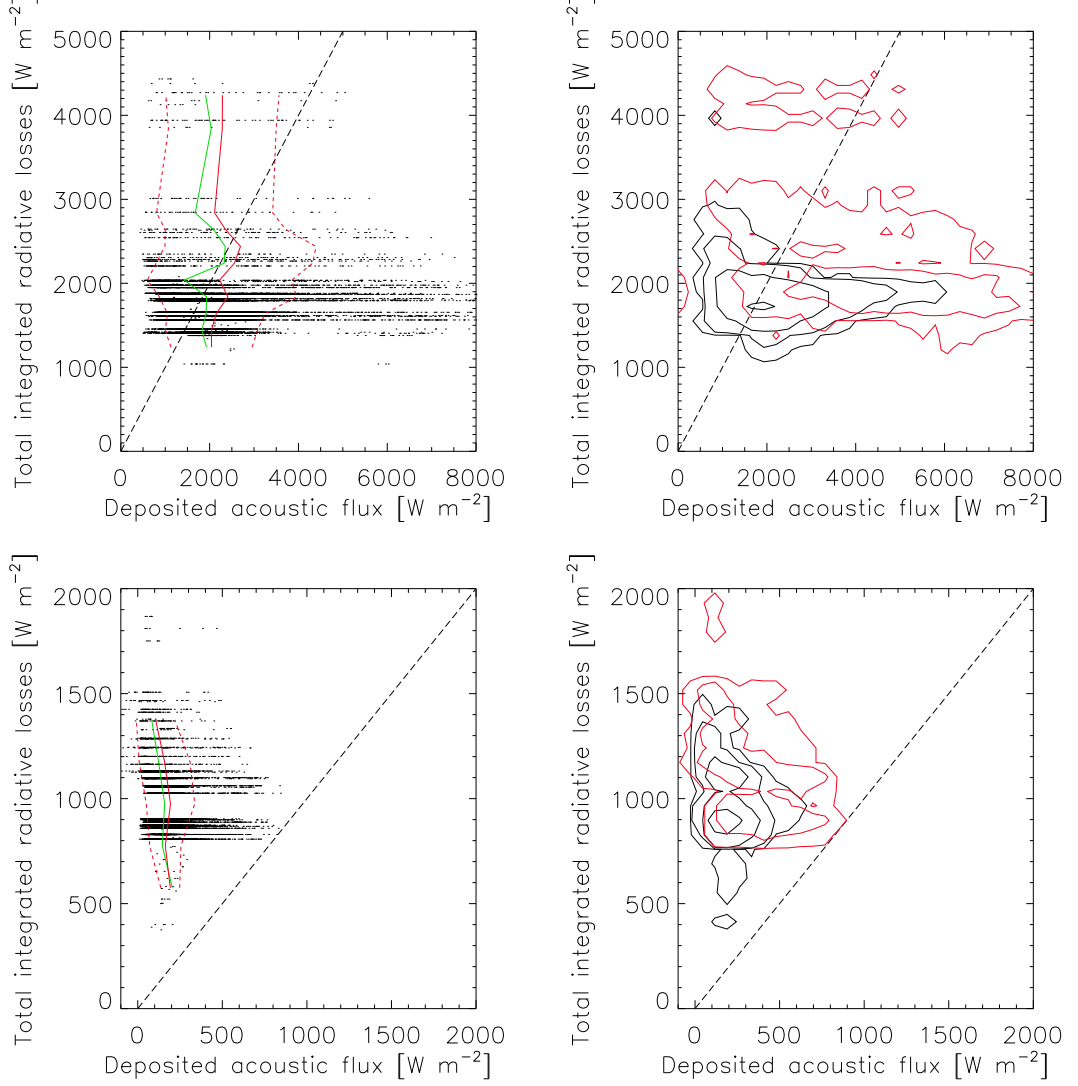 Total integrated radiative losses [W m⁻²]
5000
4000
3000
2000
1000
0
0 2000 4000 6000 8000
Deposited acoustic flux [W m⁻²]
Total integrated radiative losses [W m⁻²]
5000
4000
3000
2000
1000
0
0 2000 4000 6000 8000
Deposited acoustic flux [W m⁻²]
Total integrated radiative losses [W m⁻²]
2000
1500
1000
500
0
0 500 1000 1500 2000
Deposited acoustic flux [W m⁻²]
Total integrated radiative losses [W m⁻²]
2000
1500
1000
500
0
0 500 1000 1500 2000
Deposited acoustic flux [W m⁻²]